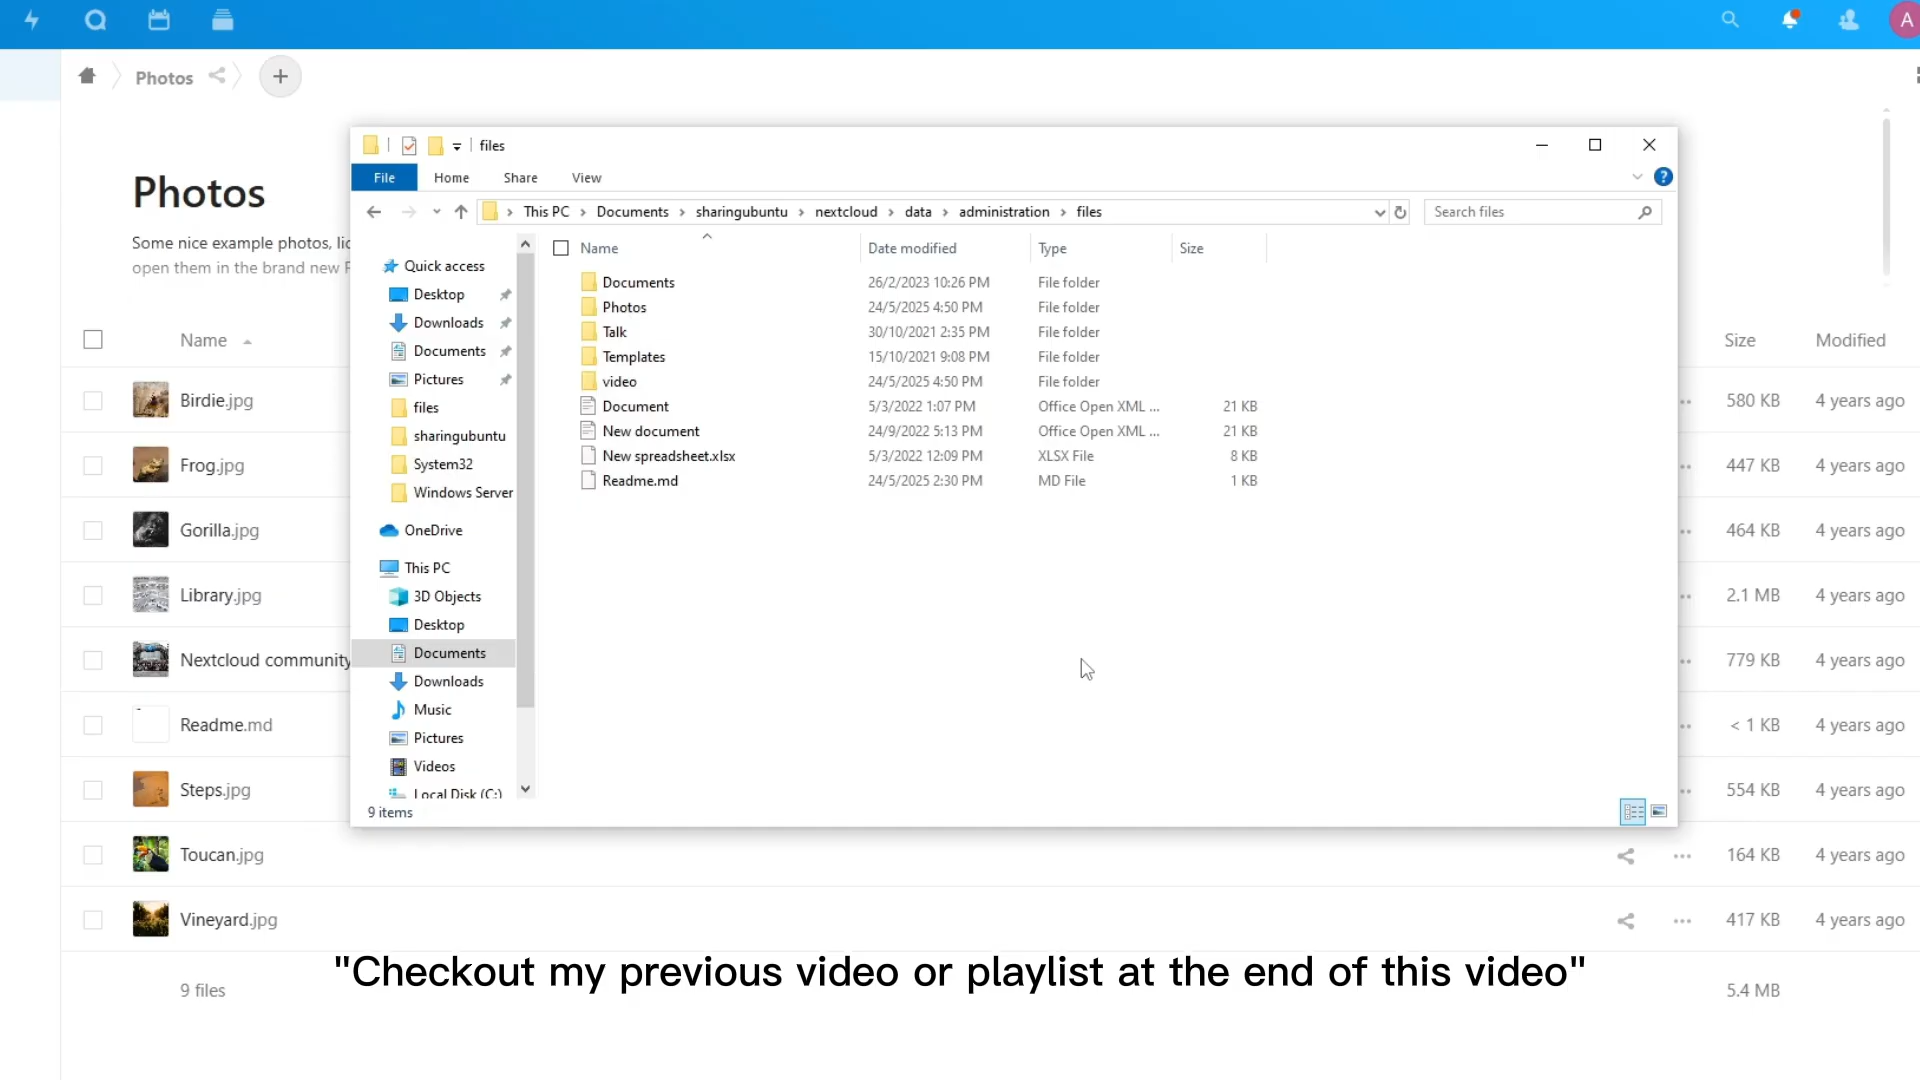 A
Photos
Photos
Some nice example photos, lic
open them in the brand new P
Name
Size
Modified
Birdie.jpg
580 KB
4 years ago
Frog.jpg
447 KB
4 years ago
Gorilla.jpg
464 KB
4 years ago
Library.jpg
2.1 MB
4 years ago
Nextcloud community
779 KB
4 years ago
Readme.md
< 1 KB
4 years ago
Steps.jpg
554 KB
4 years ago
Toucan.jpg
164 KB
4 years ago
Vineyard.jpg
417 KB
4 years ago
9 files
5.4 MB
files
File
Home
Share
View
?
This PC > Documents > sharingubuntu > nextcloud > data > administration > files
Search files
Quick access
Desktop
Downloads
Documents
Pictures
files
sharingubuntu
System32
Windows Server
OneDrive
This PC
3D Objects
Desktop
Documents
Downloads
Music
Pictures
Videos
Local Disk (C:)
Name
Date modified
Type
Size
Documents
26/2/2023 10:26 PM
File folder
Photos
24/5/2025 4:50 PM
File folder
Talk
30/10/2021 2:35 PM
File folder
Templates
15/10/2021 9:08 PM
File folder
video
24/5/2025 4:50 PM
File folder
Document
5/3/2022 1:07 PM
Office Open XML ...
21 KB
New document
24/9/2022 5:13 PM
Office Open XML ...
21 KB
New spreadsheet.xlsx
5/3/2022 12:09 PM
XLSX File
8 KB
Readme.md
24/5/2025 2:30 PM
MD File
1 KB
9 items
"Checkout my previous video or playlist at the end of this video"